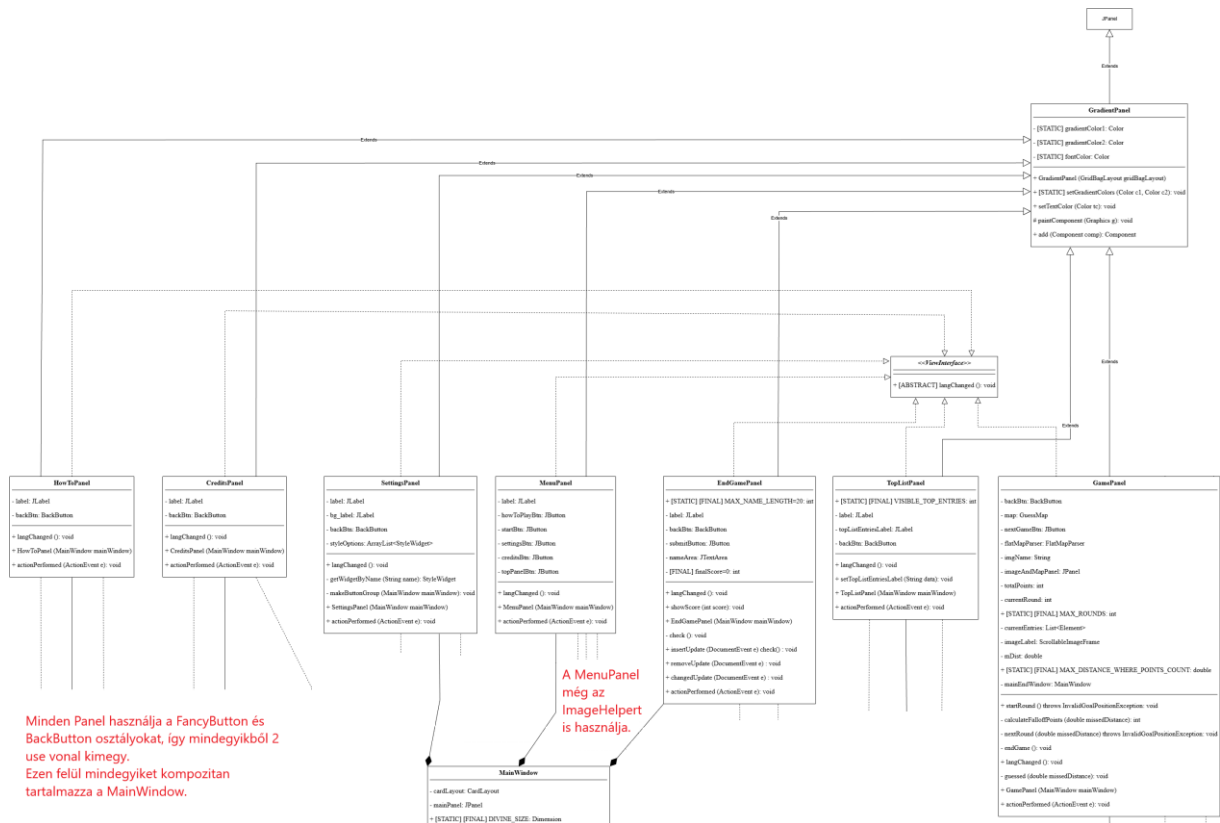 JPanel
Extends
GradientPanel
- [STATIC] gradientColor1: Color
- [STATIC] gradientColor2: Color
- [STATIC] fontColor: Color
+ GradientPanel (GridBagLayout gridBagLayout)
+ [STATIC] setGradientColors (Color c1, Color c2): void
+ setTextColor (Color tc): void
# paintComponent (Graphics g): void
+ add (Component comp): Component
Extends
Extends
Extends
Extends
Extends
Extends
Extends
<<ViewInterface>>
+ [ABSTRACT] langChanged (): void
HowToPanel
- label: JLabel
- backBtn: BackButton
+ langChanged (): void
+ HowToPanel (MainWindow mainWindow)
+ actionPerformed (ActionEvent e): void
CreditsPanel
- label: JLabel
- backBtn: BackButton
+ langChanged (): void
+ CreditsPanel (MainWindow mainWindow)
+ actionPerformed (ActionEvent e): void
SettingsPanel
- label: JLabel
- bg_label: JLabel
- backBtn: BackButton
- styleOptions: ArrayList<StyleWidget>
+ langChanged (): void
- getWidgetByName (String name): StyleWidget
- makeButtonGroup (MainWindow mainWindow): void
+ SettingsPanel (MainWindow mainWindow)
+ actionPerformed (ActionEvent e): void
MenuPanel
- label: JLabel
- howToPlayBtn: JButton
- startBtn: JButton
- settingsBtn: JButton
- creditsBtn: JButton
- topPanelBtn: JButton
+ langChanged (): void
+ MenuPanel (MainWindow mainWindow)
+ actionPerformed (ActionEvent e): void
EndGamePanel
+ [STATIC] [FINAL] MAX_NAME_LENGTH=20: int
- label: JLabel
- backBtn: BackButton
- submitButton: JButton
- nameArea: JTextArea
- [FINAL] finalScore=0: int
+ langChanged (): void
+ showScore (int score): void
+ EndGamePanel (MainWindow mainWindow)
- check (): void
+ insertUpdate (DocumentEvent e) check() : void
+ removeUpdate (DocumentEvent e) : void
+ changedUpdate (DocumentEvent e) : void
+ actionPerformed (ActionEvent e): void
TopListPanel
+ [STATIC] [FINAL] VISIBLE_TOP_ENTRIES: int
- label: JLabel
- topListEntriesLabel: JLabel
- backBtn: BackButton
+ langChanged (): void
+ setTopListEntriesLabel (String data): void
+ TopListPanel (MainWindow mainWindow)
+ actionPerformed (ActionEvent e): void
GamePanel
- backBtn: BackButton
- map: GuessMap
- nextGameBtn: JButton
- flatMapParser: FlatMapParser
- imgName: String
- imageAndMapPanel: JPanel
- totalPoints: int
- currentRound: int
+ [STATIC] [FINAL] MAX_ROUNDS: int
- currentEntries: List<Element>
- imageLabel: ScrollableImageFrame
- mDist: double
+ [STATIC] [FINAL] MAX_DISTANCE_WHERE_POINTS_COUNT: double
- mainEndWindow: MainWindow
+ startRound () throws InvalidGoalPositionException: void
- calculateFalloffPoints (double missedDistance): int
- nextRound (double missedDistance) throws InvalidGoalPositionException: void
- endGame (): void
+ langChanged (): void
- guessed (double missedDistance): void
+ GamePanel (MainWindow mainWindow)
+ actionPerformed (ActionEvent e): void
A MenuPanel
még az
ImageHelpert
is használja.
Minden Panel használja a FancyButton és
BackButton osztályokat, így mindegyikből 2
use vonal kimegy.
Ezen felül mindegyiket kompozitan
tartalmazza a MainWindow.
MainWindow
- cardLayout: CardLayout
- mainPanel: JPanel
+ [STATIC] [FINAL] DIVINE_SIZE: Dimension